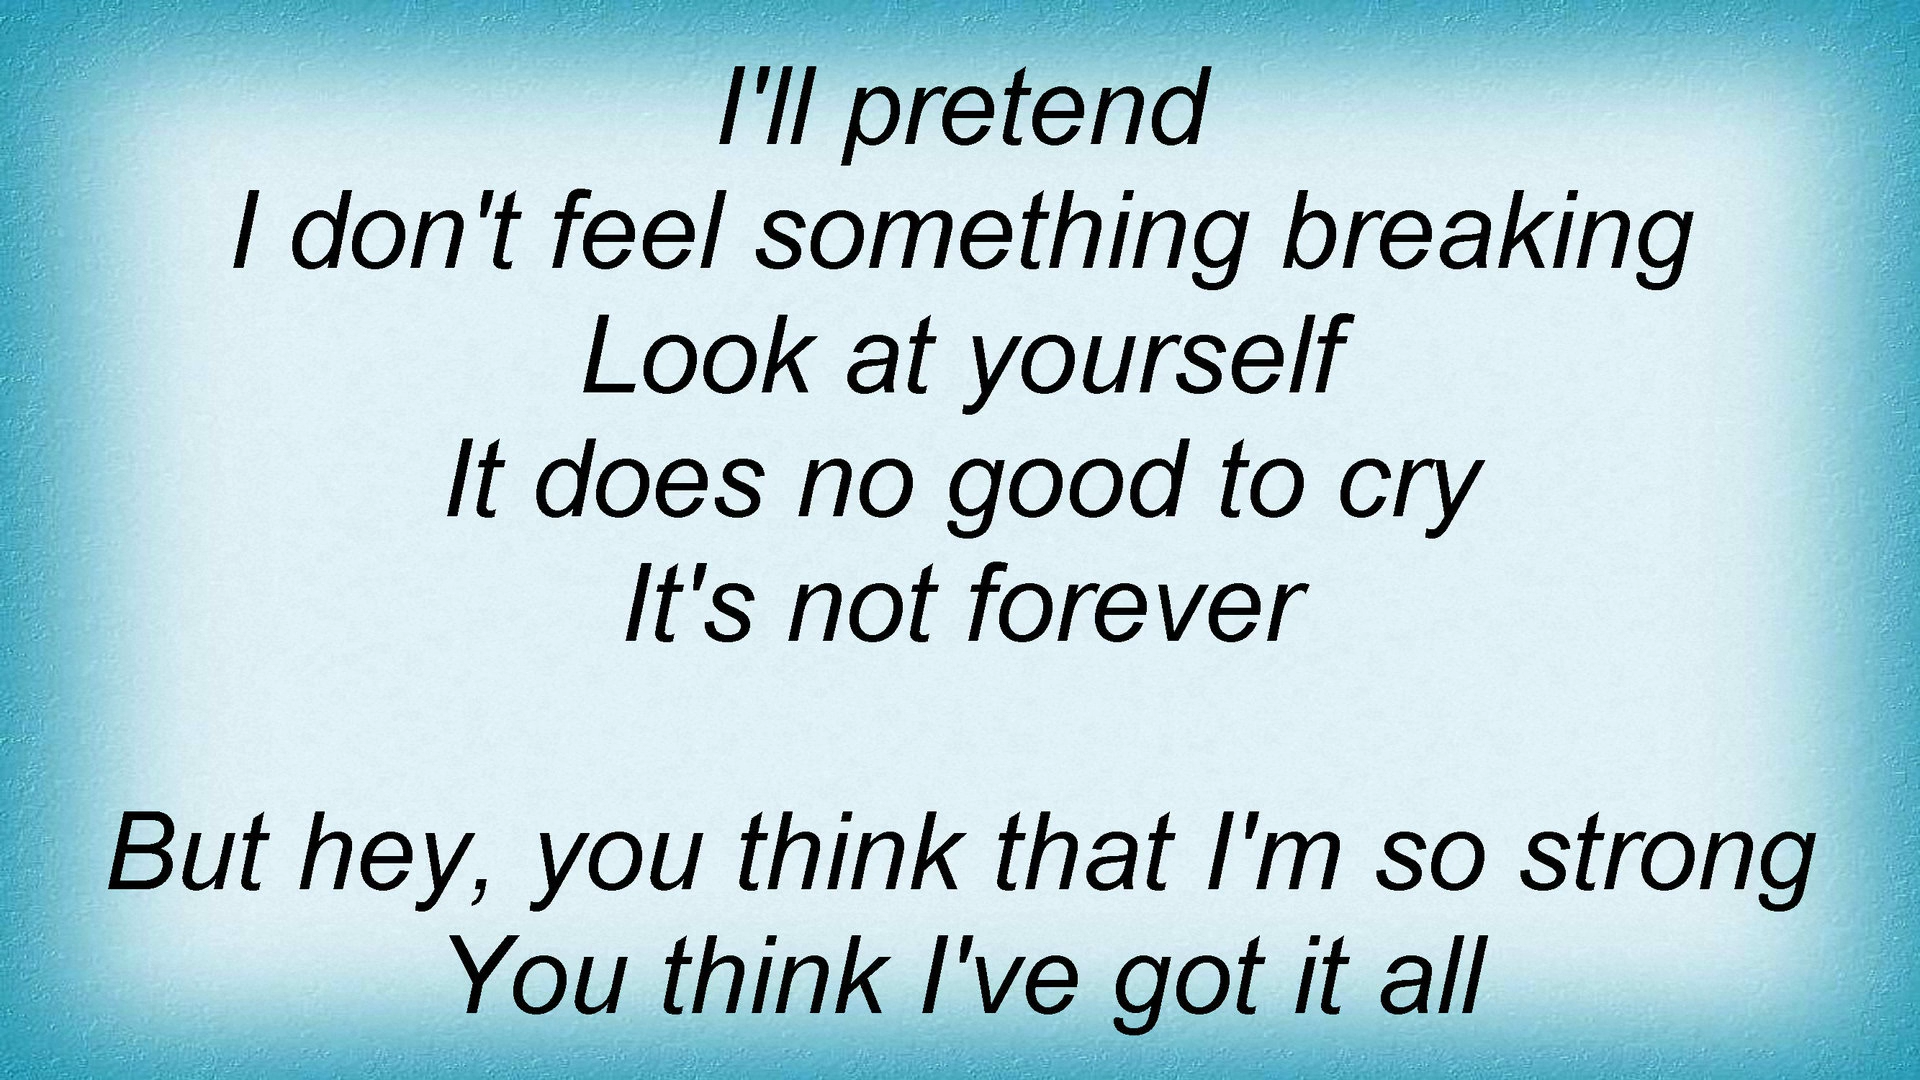 I'll pretend
I don't feel something breaking
Look at yourself
It does no good to cry
It's not forever
But hey, you think that I'm so strong
You think I've got it all